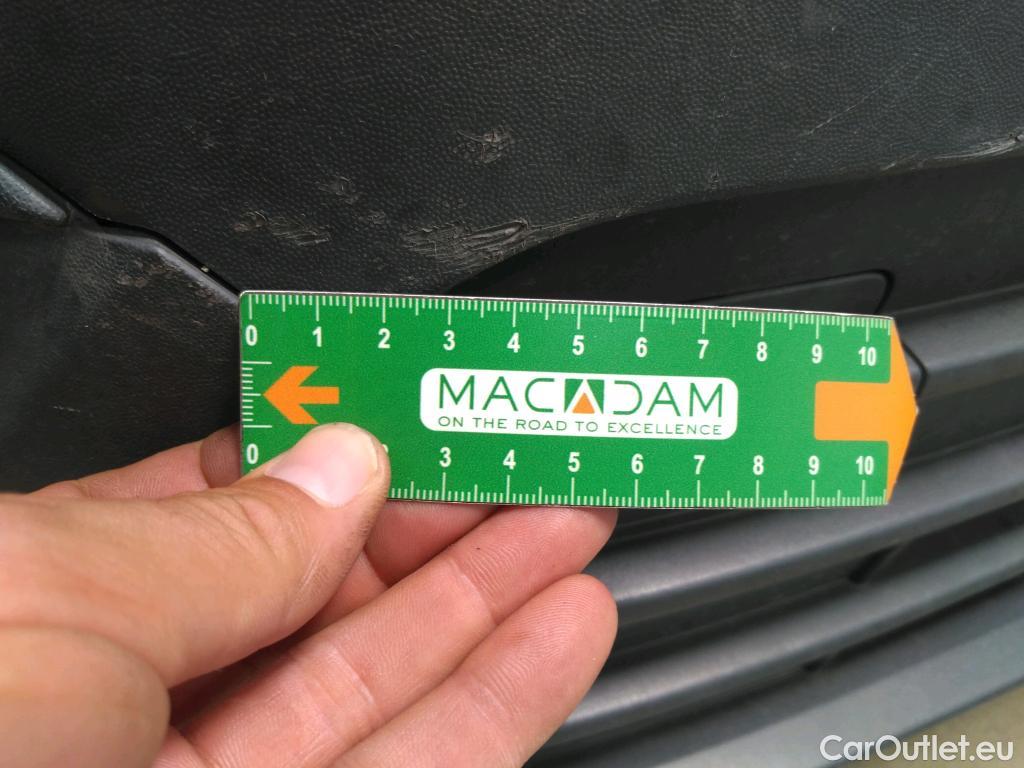 0 1 2 3 4 5 6 7 8 9 10
MACADAM
ON THE ROAD TO EXCELLENCE
0 3 4 5 6 7 8 9 10
CarOutlet.eu